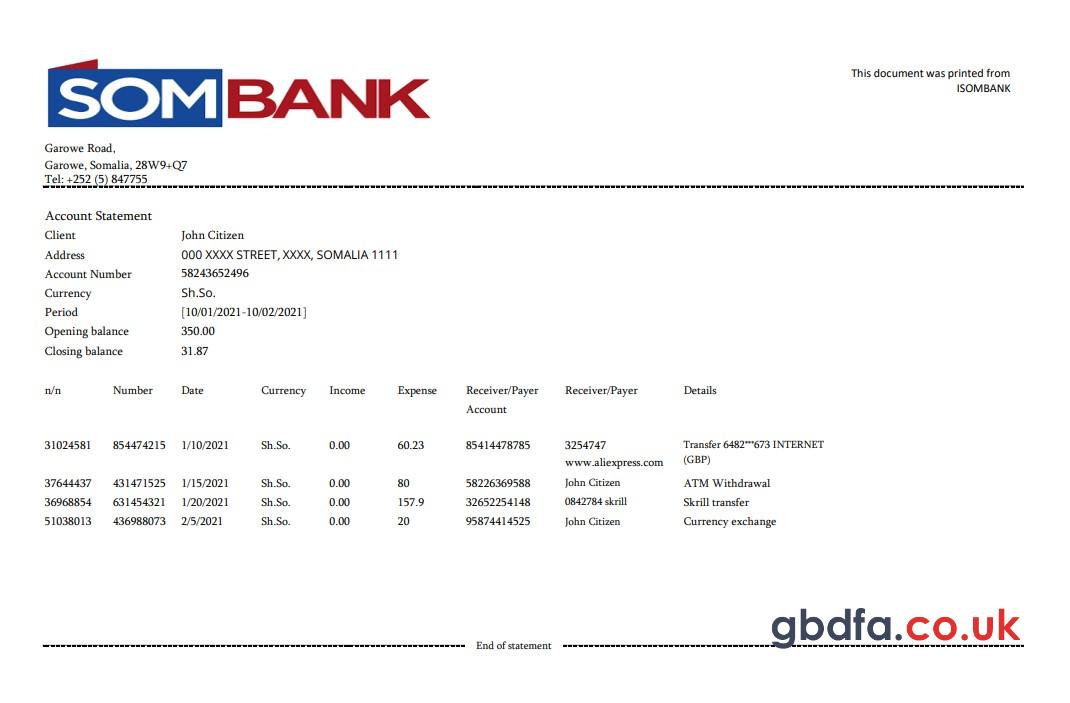 SOMBANK
This document was printed from
ISOMBANK
Garowe Road,
Garowe, Somalia, 28W9+Q7
Tel: +252 (5) 847755
Account Statement
Client John Citizen
Address 000 XXXX STREET, XXXX, SOMALIA 1111
Account Number 58243652496
Currency Sh.So.
Period [10/01/2021-10/02/2021]
Opening balance 350.00
Closing balance 31.87
n/n Number Date Currency Income Expense Receiver/Payer Receiver/Payer Details
Account
31024581 854474215 1/10/2021 Sh.So. 0.00 60.23 85414478785 3254747 Transfer 6482***673 INTERNET
www.aliexpress.com (GBP)
37644437 431471525 1/15/2021 Sh.So. 0.00 80 58226369588 John Citizen ATM Withdrawal
36968854 631454321 1/20/2021 Sh.So. 0.00 157.9 32652254148 0842784 skrill Skrill transfer
51038013 436988073 2/5/2021 Sh.So. 0.00 20 95874414525 John Citizen Currency exchange
gbdfa.co.uk
End of statement